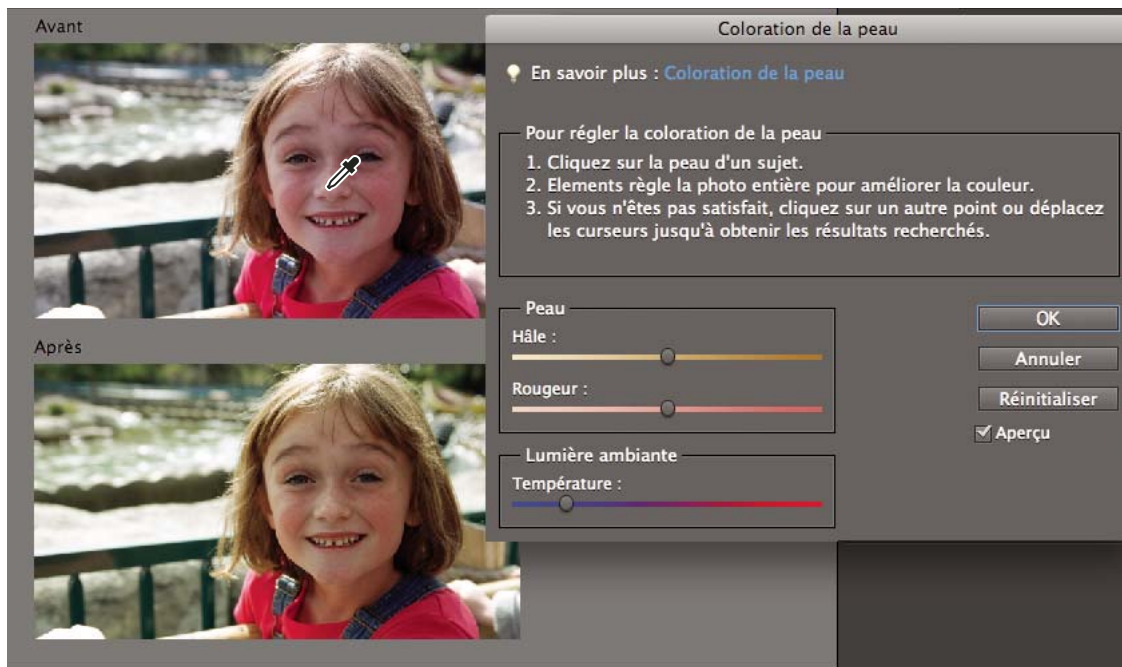 Avant
Coloration de la peau
En savoir plus : Coloration de la peau
Pour régler la coloration de la peau
1. Cliquez sur la peau d'un sujet.
2. Elements règle la photo entière pour améliorer la couleur.
3. Si vous n'êtes pas satisfait, cliquez sur un autre point ou déplacez
les curseurs jusqu'à obtenir les résultats recherchés.
Peau
Hâle :
Rougeur :
Lumière ambiante
Température :
OK
Annuler
Réinitialiser
Aperçu
Après